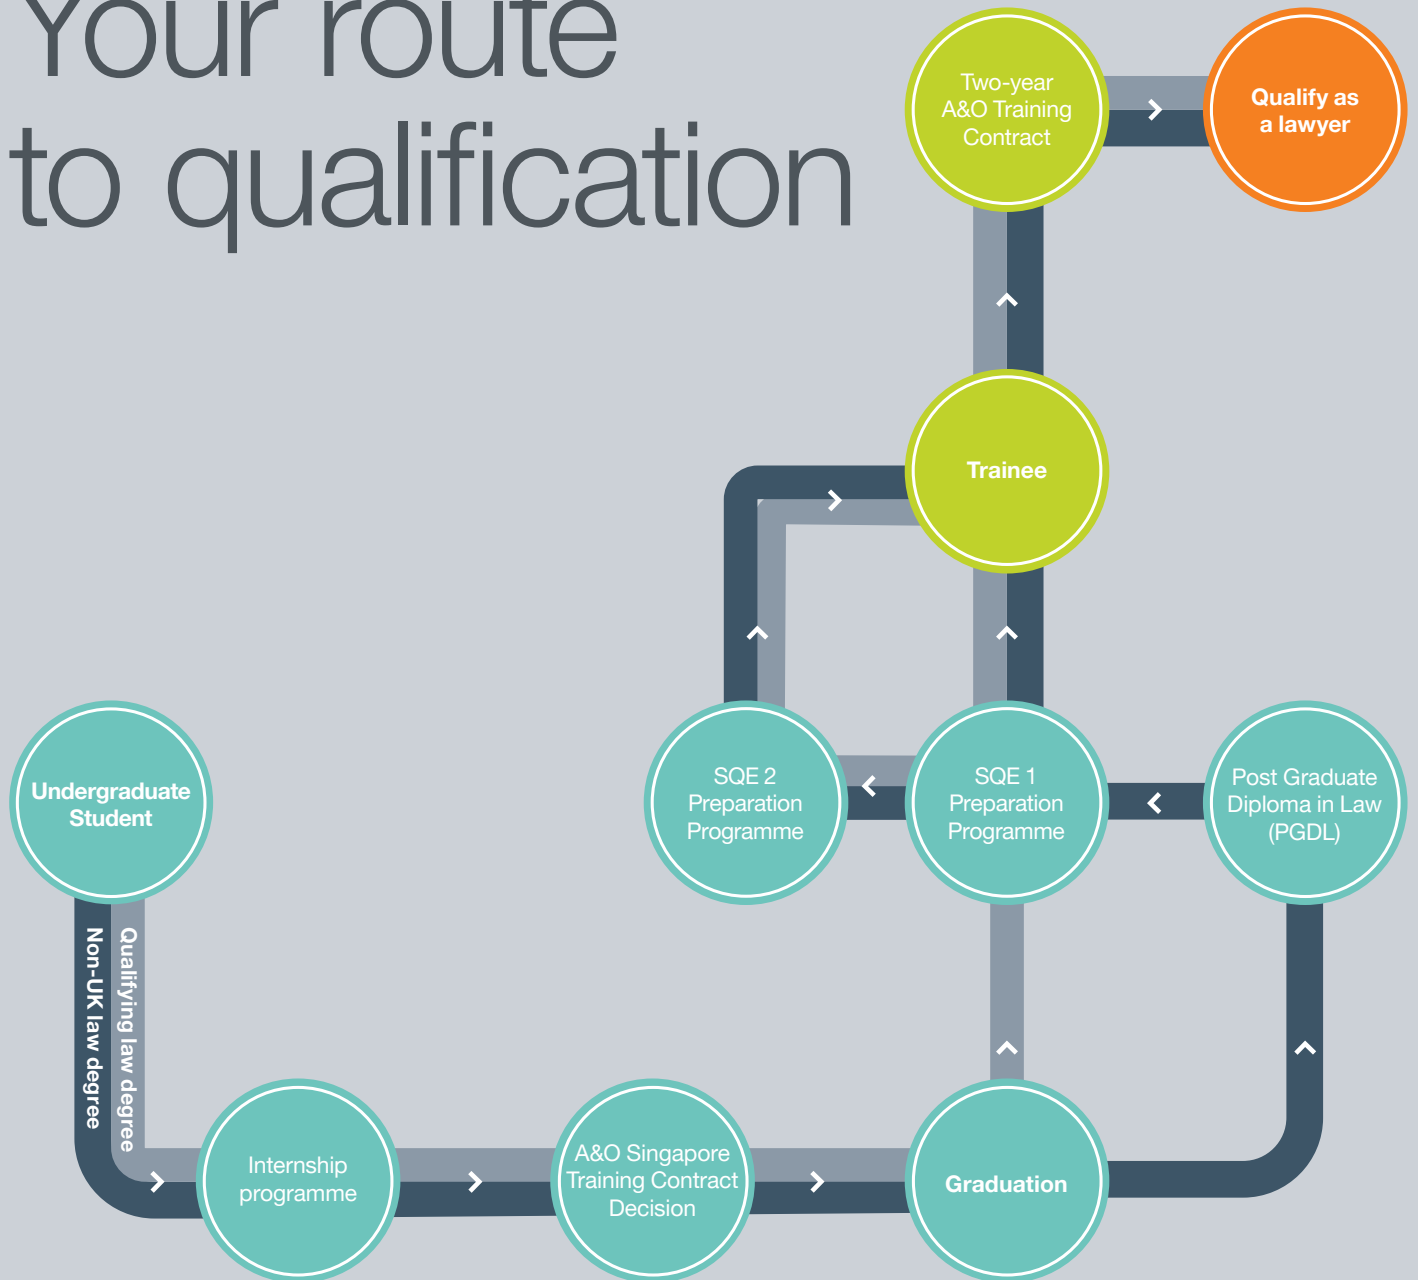 Your route
to qualification
Two-year
A&O Training
Contract
Qualify as
a lawyer
Trainee
Undergraduate
Student
SQE 2
Preparation
Programme
SQE 1
Preparation
Programme
Post Graduate
Diploma in Law
(PGDL)
Qualifying law degree
Non-UK law degree
Internship
programme
A&O Singapore
Training Contract
Decision
Graduation